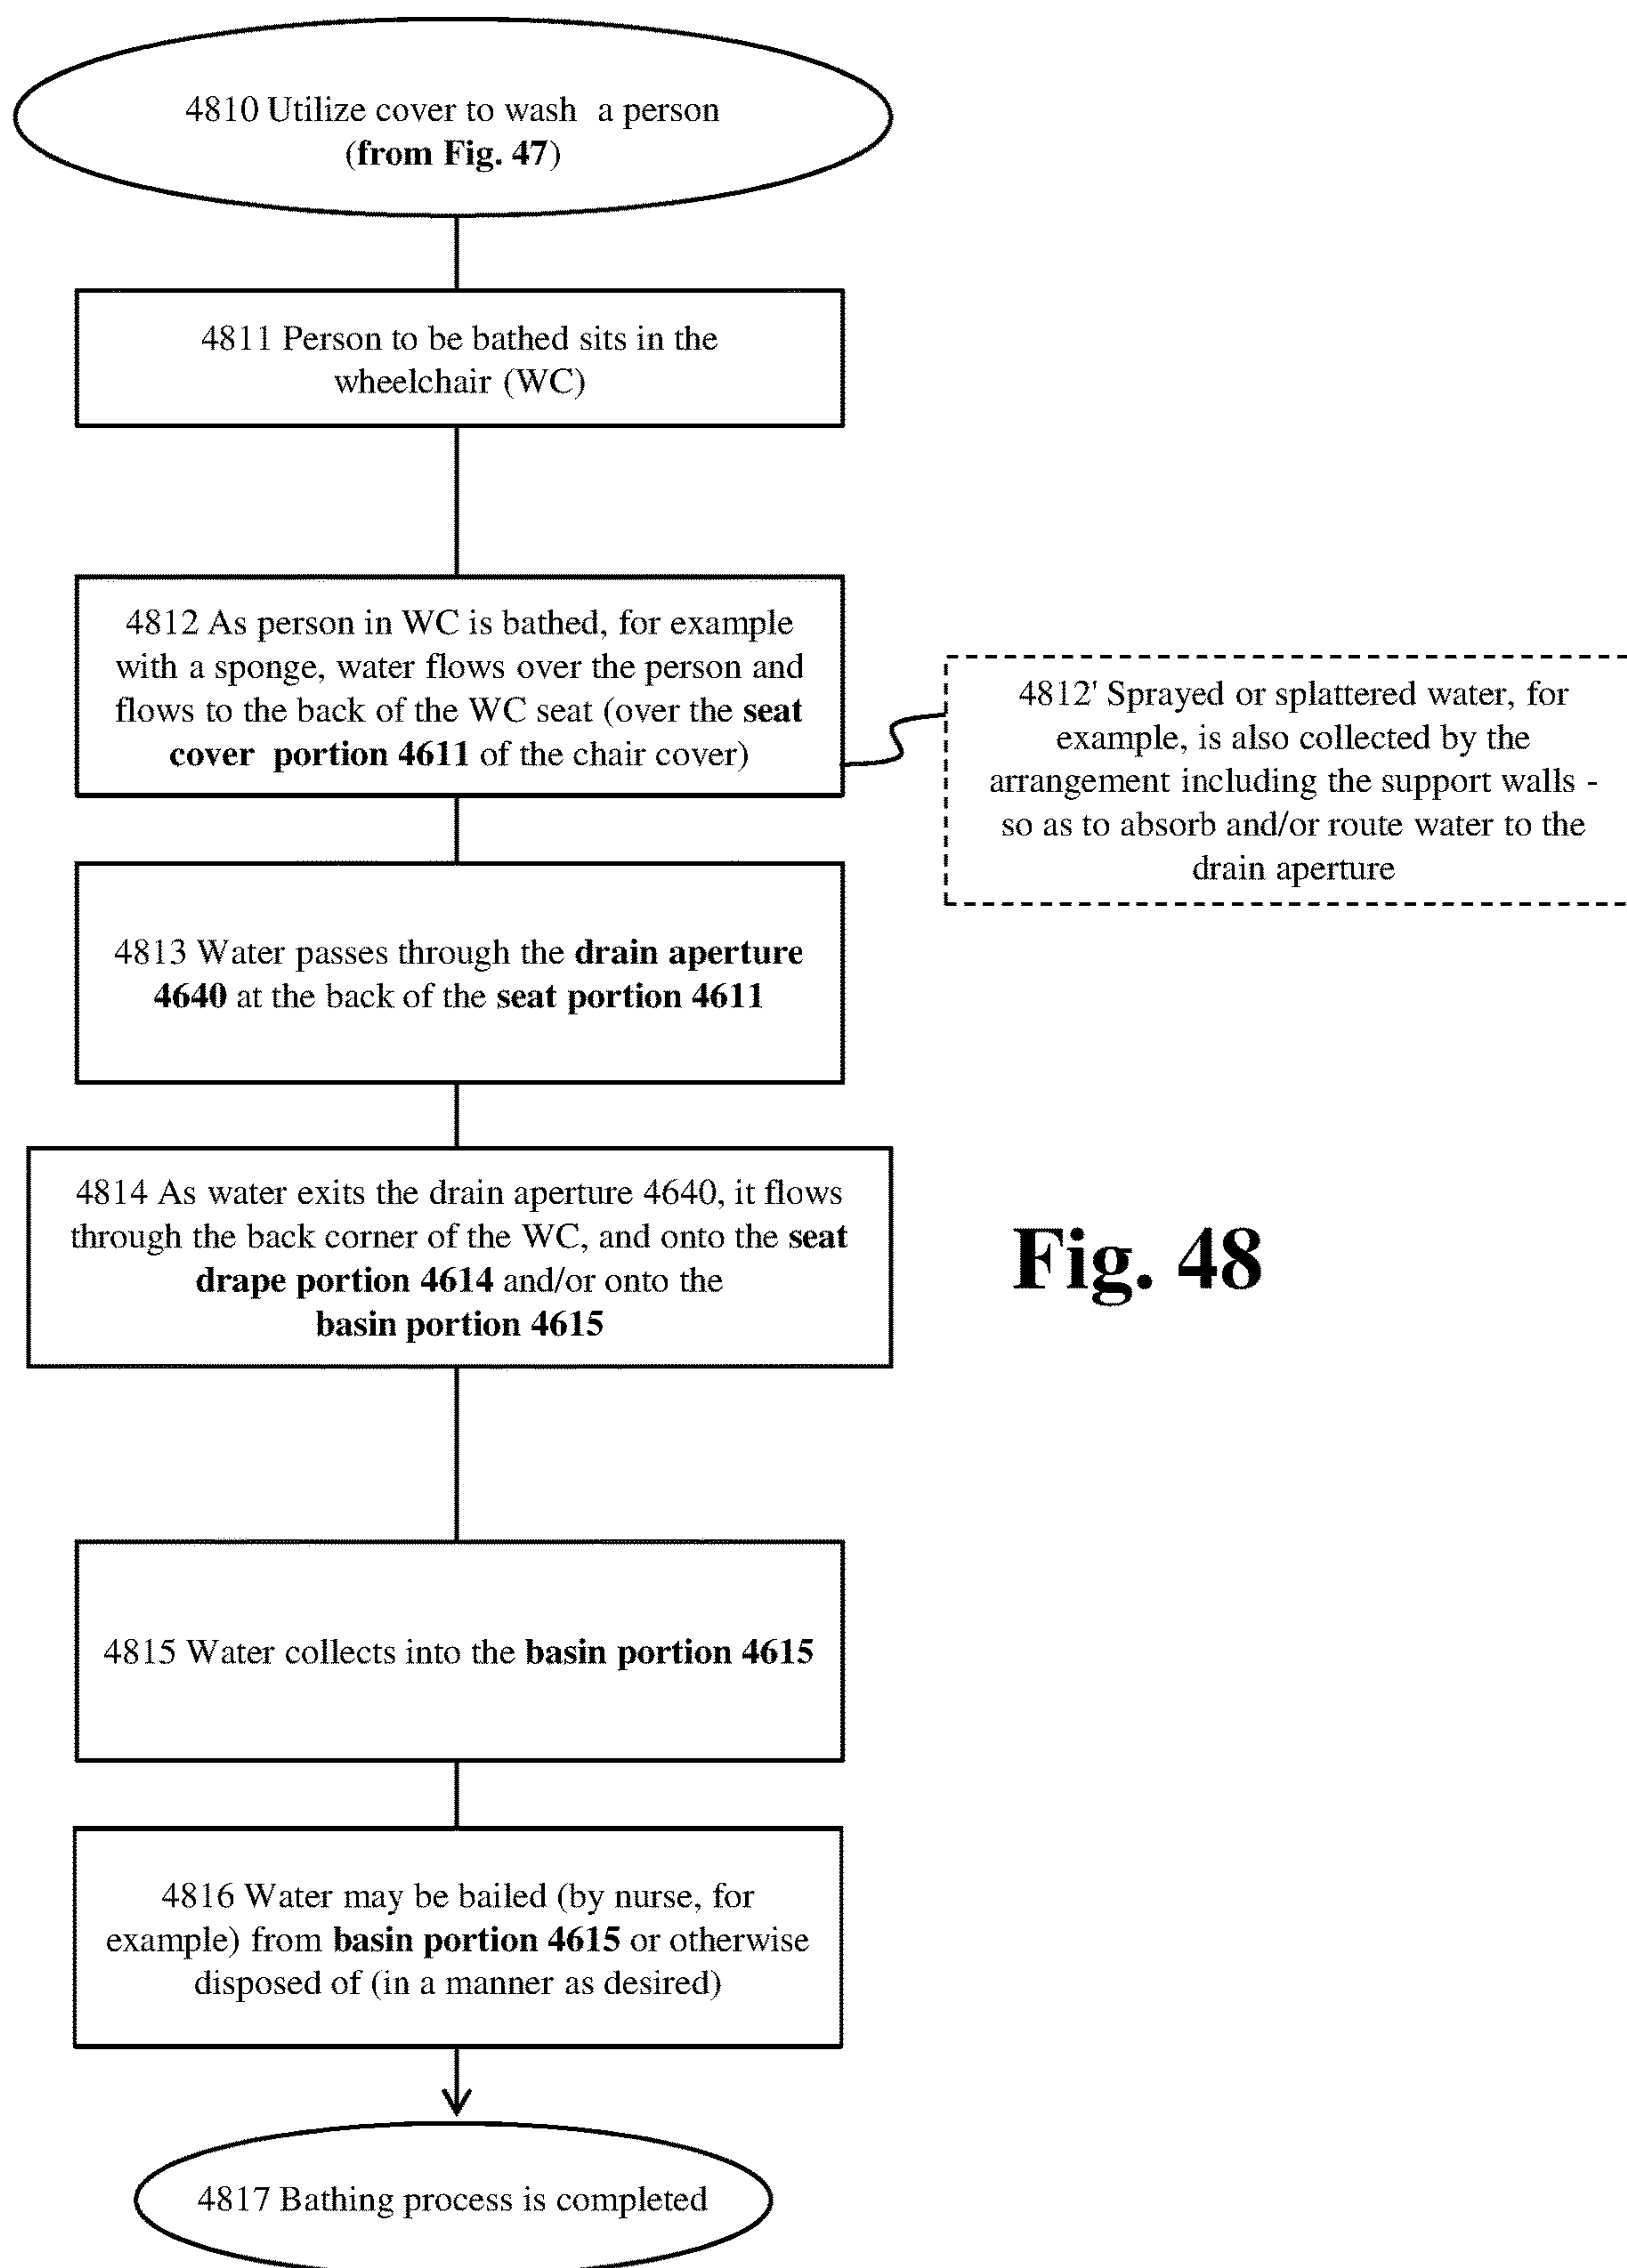 4810 Utilize cover to wash  a person
(from Fig. 47)
4811 Person to be bathed sits in the
wheelchair (WC)
4812 As person in WC is bathed, for example
with a sponge, water flows over the person and
flows to the back of the WC seat (over the seat
cover  portion 4611 of the chair cover)
4812' Sprayed or splattered water, for
example, is also collected by the
arrangement including the support walls -
so as to absorb and/or route water to the
drain aperture
4813 Water passes through the drain aperture
4640 at the back of the seat portion 4611
4814 As water exits the drain aperture 4640, it flows
through the back corner of the WC, and onto the seat
drape portion 4614 and/or onto the
basin portion 4615
Fig. 48
4815 Water collects into the basin portion 4615
4816 Water may be bailed (by nurse, for
example) from basin portion 4615 or otherwise
disposed of (in a manner as desired)
4817 Bathing process is completed